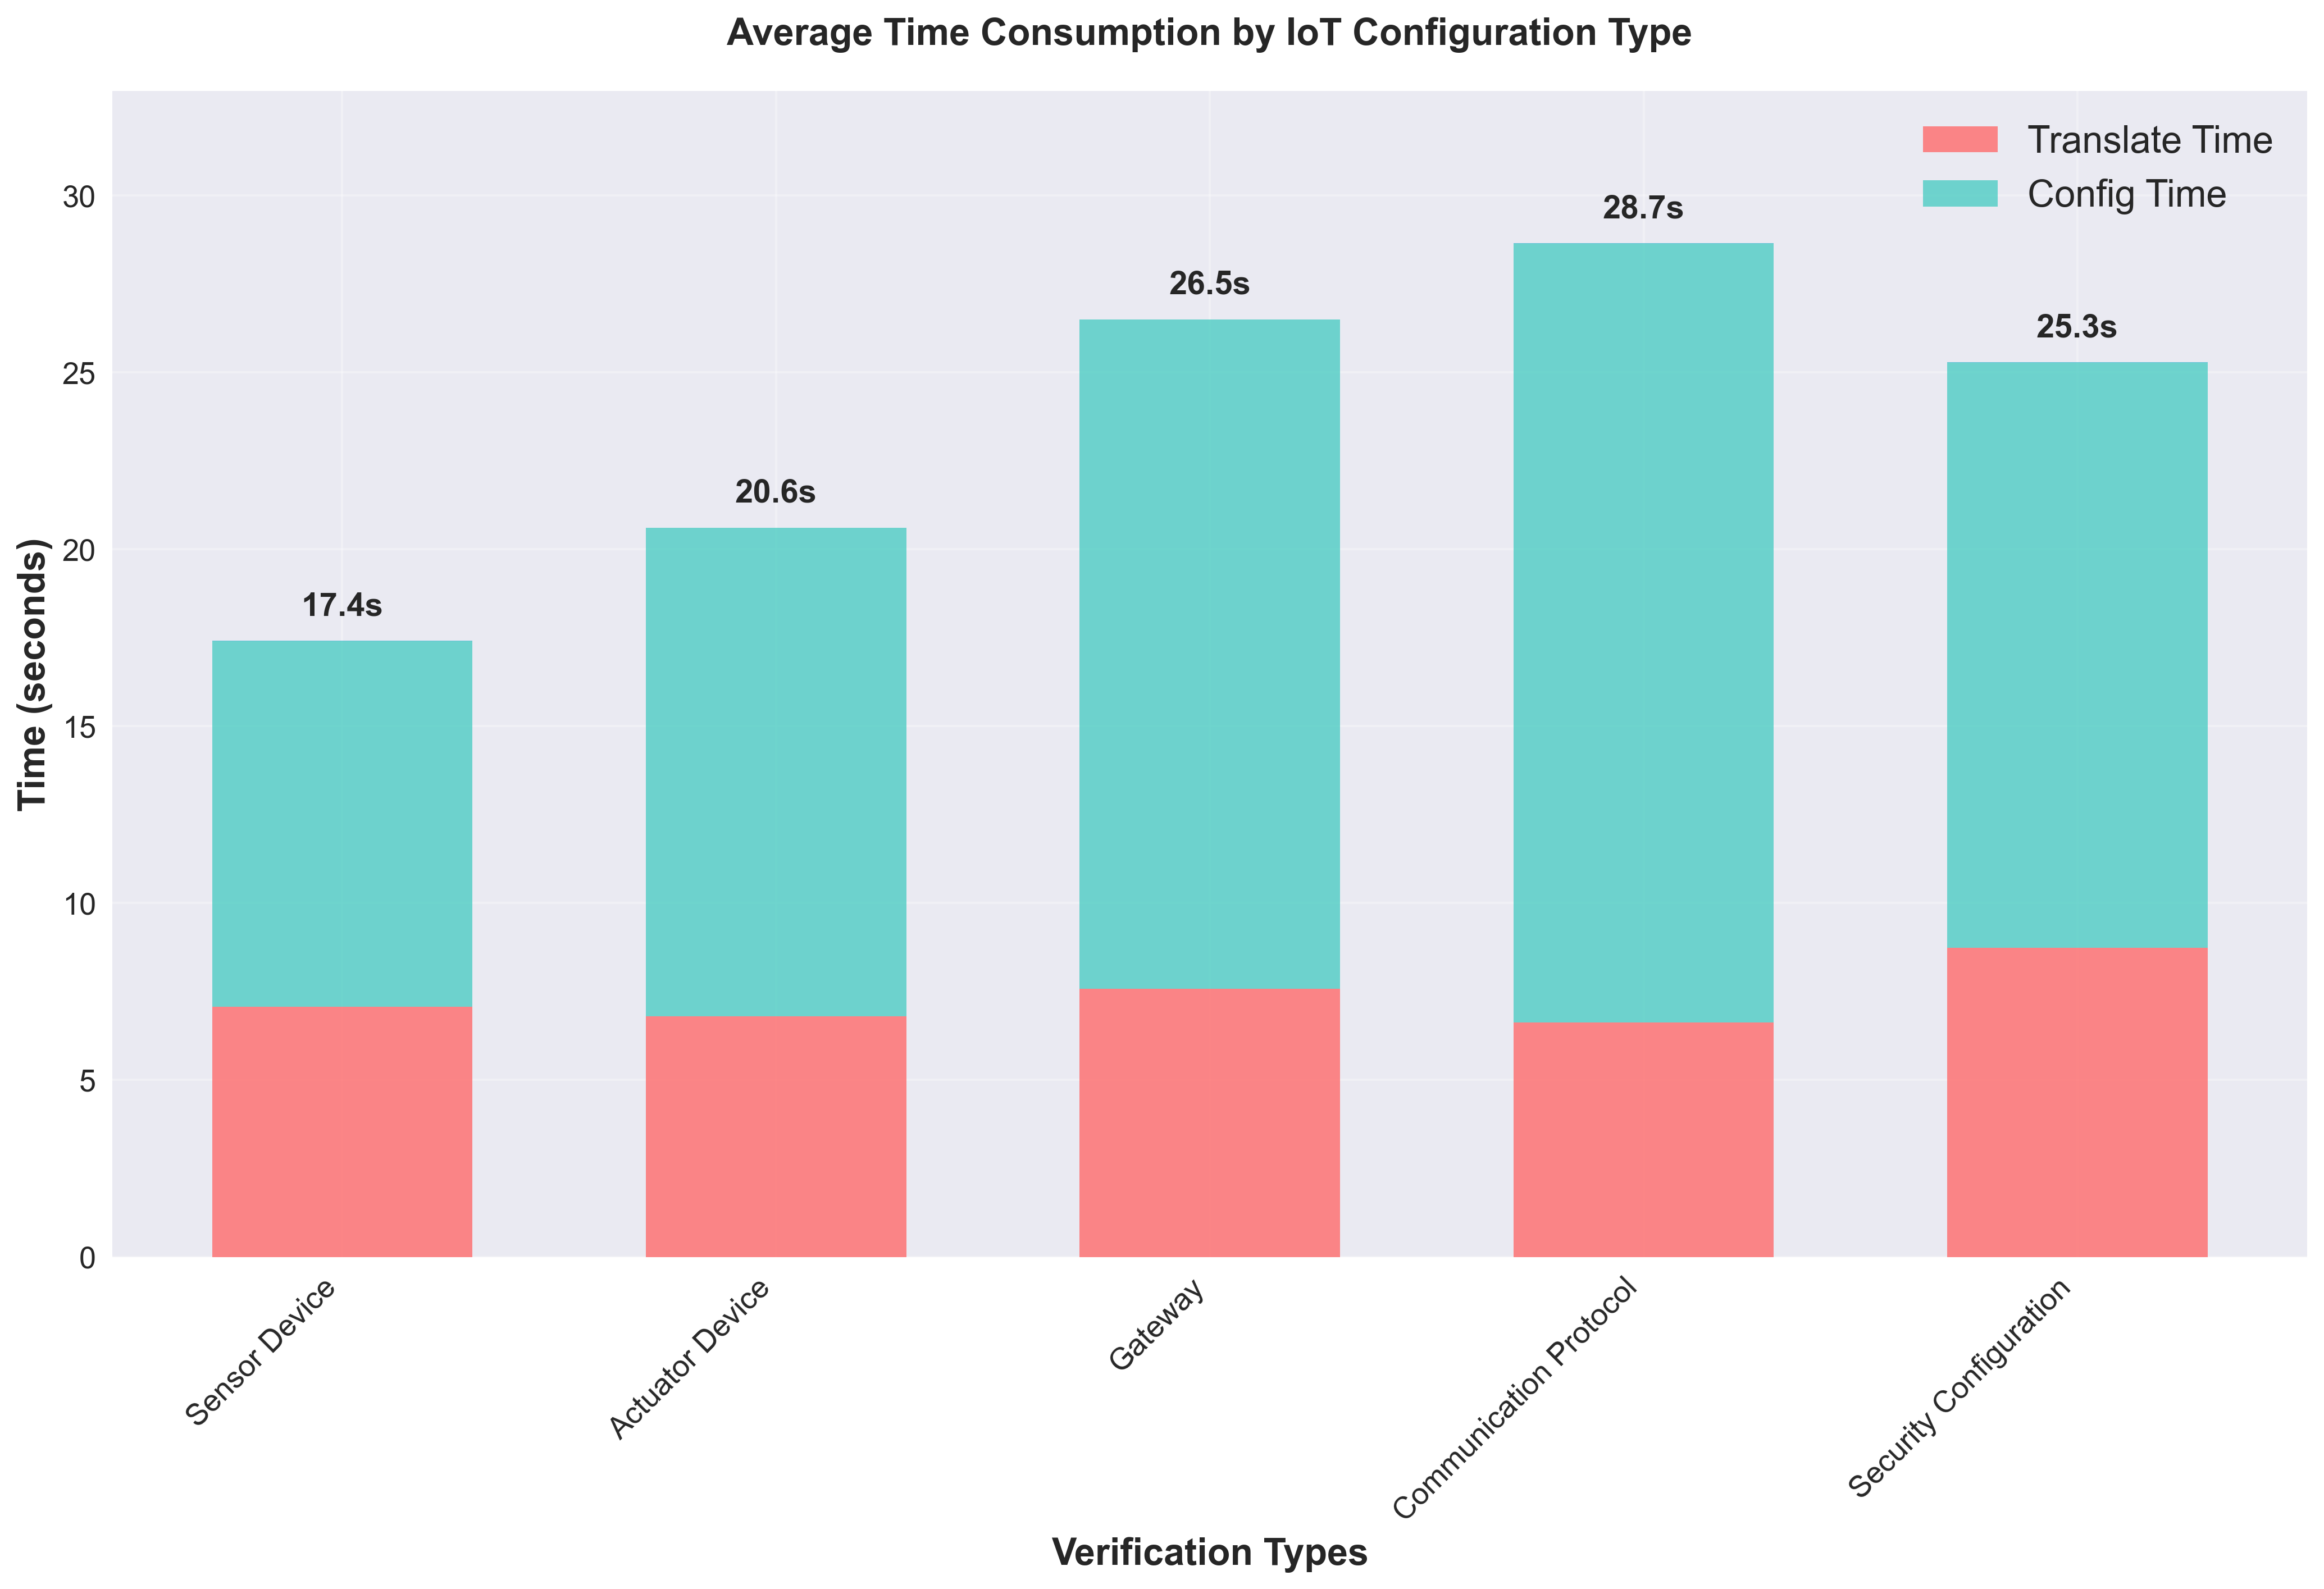 Average Time Consumption by IoT Configuration Type
Translate Time
Config Time
Time (seconds)
30
25
20
15
10
5
0
17.4s
20.6s
26.5s
28.7s
25.3s
Sensor Device
Actuator Device
Gateway
Communication Protocol
Security Configuration
Verification Types